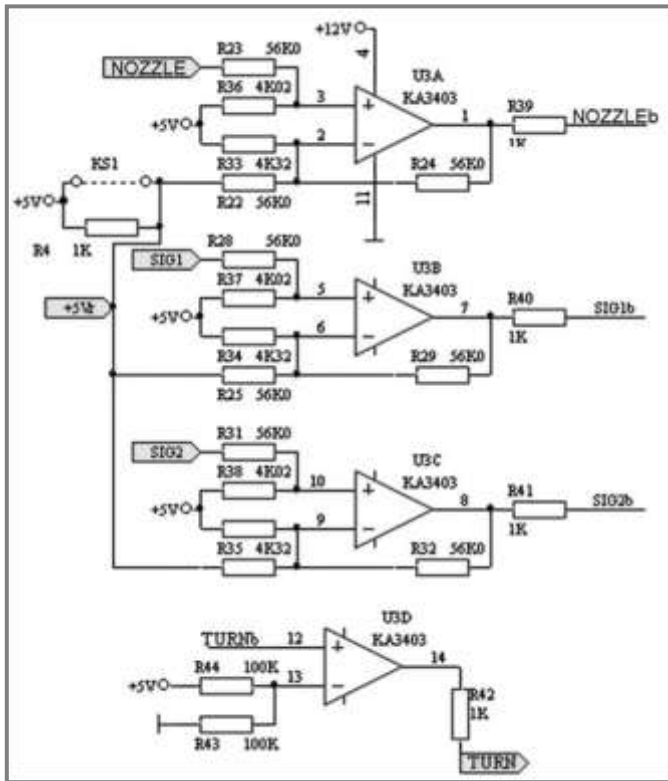 +12V
4
R23 56K0
NOZZLE
U3A
KA3403
R36 4K02
3
+
1
R39
NOZZLEb
+5V
2
−
1K
KS1
R33 4K32
R24 56K0
+5V
R22 56K0
11
R4 1K
R28 56K0
SIG1
U3B
KA3403
R37 4K02
5
+
7
R40
SIG1b
+5Vr
+5V
6
−
1K
R34 4K32
R29 56K0
R25 56K0
R31 56K0
SIG2
U3C
KA3403
R38 4K02
10
+
8
R41
SIG2b
+5V
9
−
1K
R35 4K32
R32 56K0
U3D
KA3403
TURNb
12
+
14
R44 100K
+5V
13
−
R42
1K
R43 100K
TURN